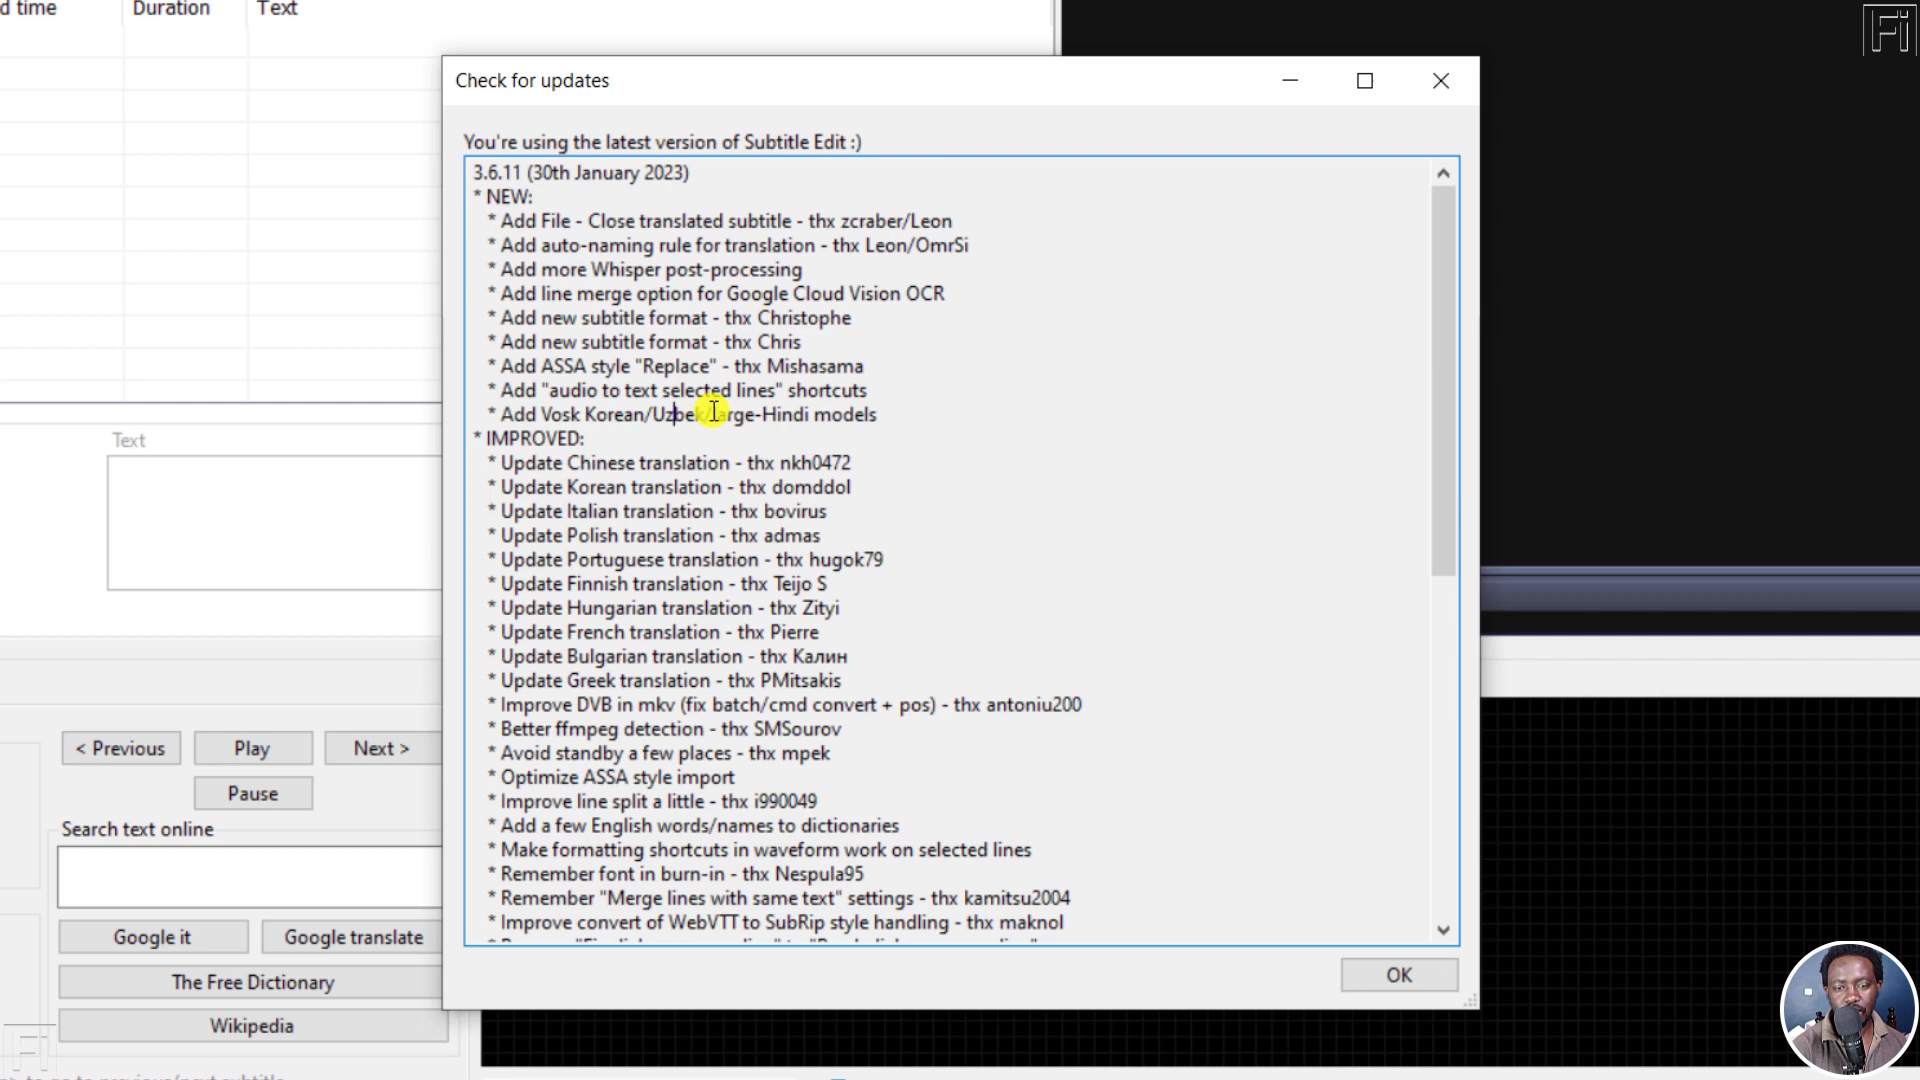 d time
Duration
Text
Fi
Check for updates
You're using the latest version of Subtitle Edit :)
3.6.11 (30th January 2023)
* NEW:
* Add File - Close translated subtitle - thx zcraber/Leon
* Add auto-naming rule for translation - thx Leon/OmrSi
* Add more Whisper post-processing
* Add line merge option for Google Cloud Vision OCR
* Add new subtitle format - thx Christophe
* Add new subtitle format - thx Chris
* Add ASSA style "Replace" - thx Mishasama
* Add "audio to text selected lines" shortcuts
* Add Vosk Korean/Uzbek/large-Hindi models
* IMPROVED:
* Update Chinese translation - thx nkh0472
* Update Korean translation - thx domddol
* Update Italian translation - thx bovirus
* Update Polish translation - thx admas
* Update Portuguese translation - thx hugok79
* Update Finnish translation - thx Teijo S
* Update Hungarian translation - thx Zityi
* Update French translation - thx Pierre
* Update Bulgarian translation - thx Калин
* Update Greek translation - thx PMitsakis
* Improve DVB in mkv (fix batch/cmd convert + pos) - thx antoniu200
* Better ffmpeg detection - thx SMSourov
* Avoid standby a few places - thx mpek
* Optimize ASSA style import
* Improve line split a little - thx i990049
* Add a few English words/names to dictionaries
* Make formatting shortcuts in waveform work on selected lines
* Remember font in burn-in - thx Nespula95
* Remember "Merge lines with same text" settings - thx kamitsu2004
* Improve convert of WebVTT to SubRip style handling - thx maknol
OK
Text
< Previous
Play
Next >
Pause
Search text online
Google it
Google translate
The Free Dictionary
Wikipedia
Fi